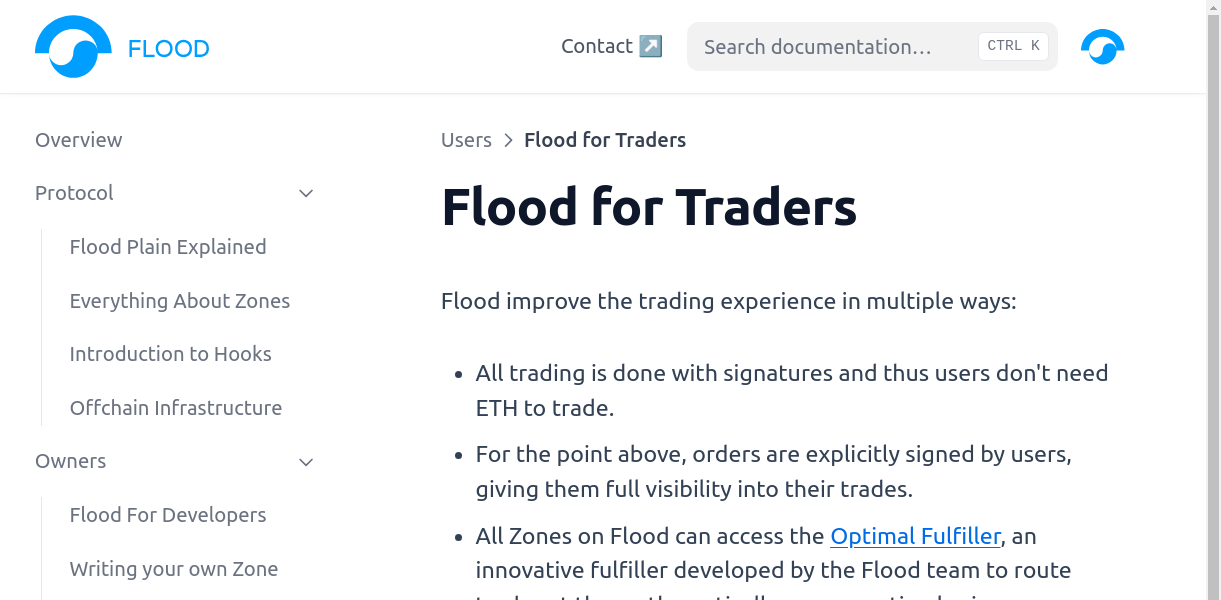 FLOOD
Contact ↗
Search documentation…
CTRL K
Overview
Protocol
Flood Plain Explained
Everything About Zones
Introduction to Hooks
Offchain Infrastructure
Owners
Flood For Developers
Writing your own Zone
Users > Flood for Traders
Flood for Traders
Flood improve the trading experience in multiple ways:
• All trading is done with signatures and thus users don't need
ETH to trade.
• For the point above, orders are explicitly signed by users,
giving them full visibility into their trades.
• All Zones on Flood can access the Optimal Fulfiller, an
innovative fulfiller developed by the Flood team to route